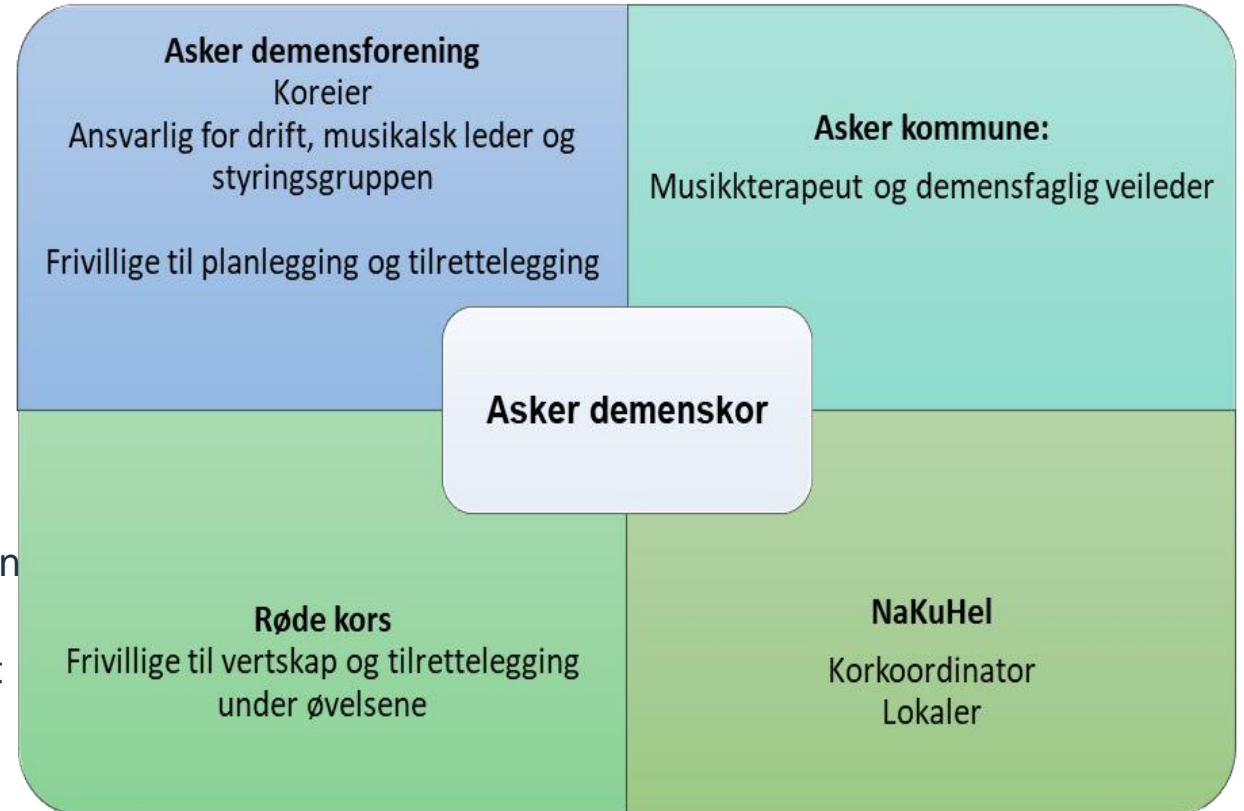 Asker demensforening
Koreier
Ansvarlig for drift, musikalsk leder og
styringsgruppen
Frivillige til planlegging og tilrettelegging
Asker kommune:
Musikkterapeut og demensfaglig veileder
Asker demenskor
Røde kors
Frivillige til vertskap og tilrettelegging
under øvelsene
NaKuHel
Korkoordinator
Lokaler